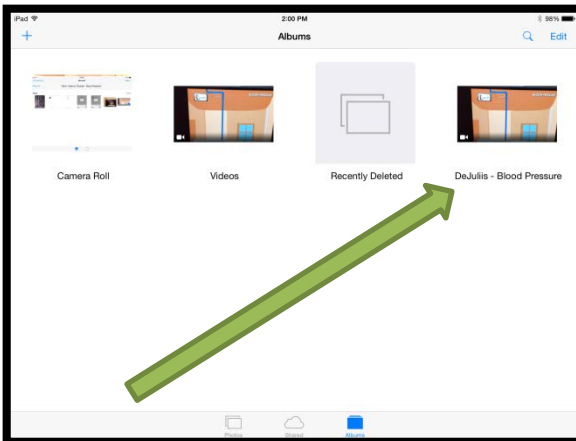 iPad
2:00 PM
98%
Albums
Edit
Camera Roll
Videos
Recently Deleted
DeJuliis - Blood Pressure
Photos
Shared
Albums